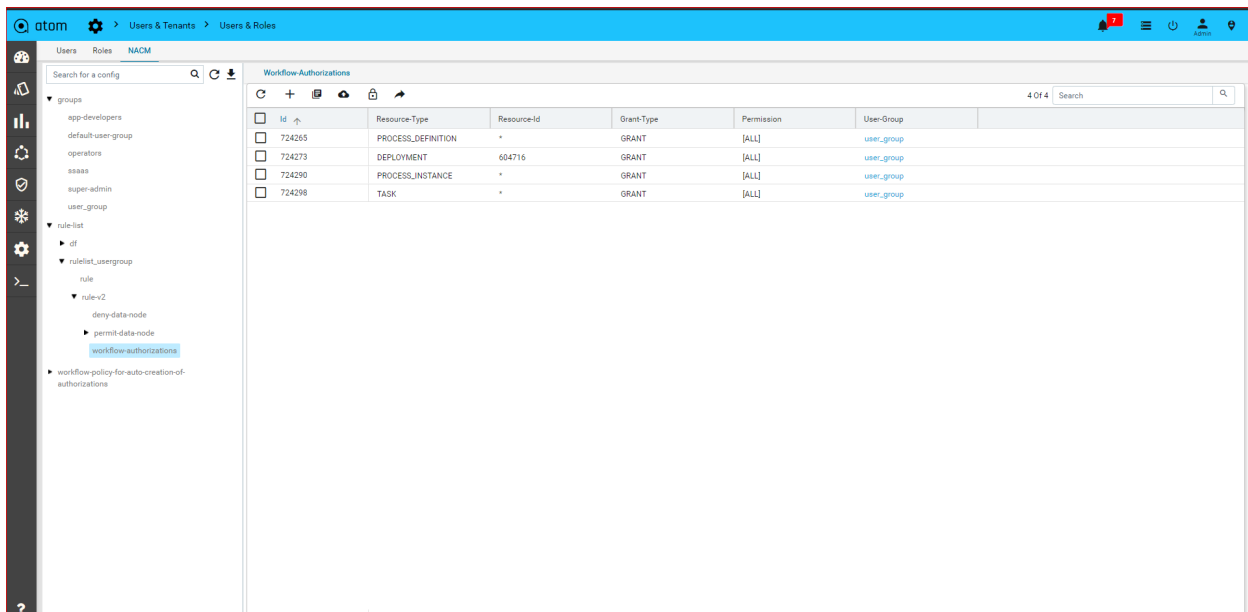 atom > Users & Tenants > Users & Roles 7 Admin
Users Roles NACM
Search for a config
Workflow-Authorizations
groups
app-developers
default-user-group
operators
ssaas
super-admin
user_group
rule-list
df
rulelist_usergroup
rule
rule-v2
deny-data-node
permit-data-node
workflow-authorizations
workflow-policy-for-auto-creation-of-
authorizations
4 Of 4 Search
Id Resource-Type Resource-Id Grant-Type Permission User-Group
724265 PROCESS_DEFINITION * GRANT [ALL] user_group
724273 DEPLOYMENT 604716 GRANT [ALL] user_group
724290 PROCESS_INSTANCE * GRANT [ALL] user_group
724298 TASK * GRANT [ALL] user_group
?